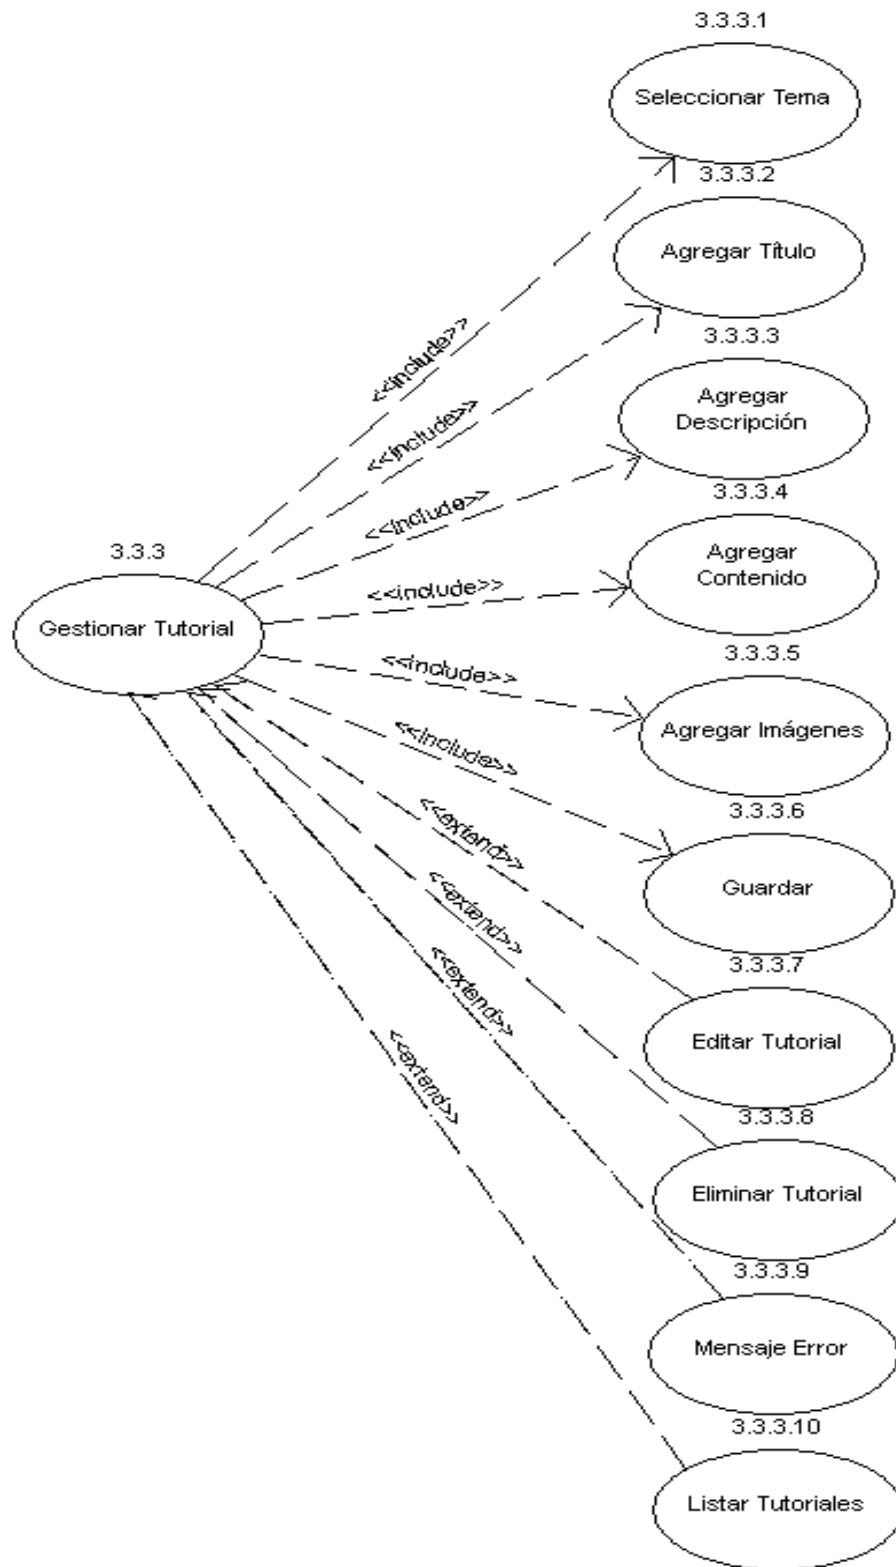 3.3.3.1
Seleccionar Tema
3.3.3.2
Agregar Título
<<include>>
3.3.3.3
<<include>>
Agregar
Descripción
<<include>>
3.3.3.4
3.3.3
Agregar
Contenido
<<include>>
Gestionar Tutorial
3.3.3.5
<<include>>
Agregar Imágenes
<<include>>
3.3.3.6
<<extend>>
Guardar
<<extend>>
3.3.3.7
<<extend>>
Editar Tutorial
<<extend>>
3.3.3.8
Eliminar Tutorial
3.3.3.9
Mensaje Error
3.3.3.10
Listar Tutoriales